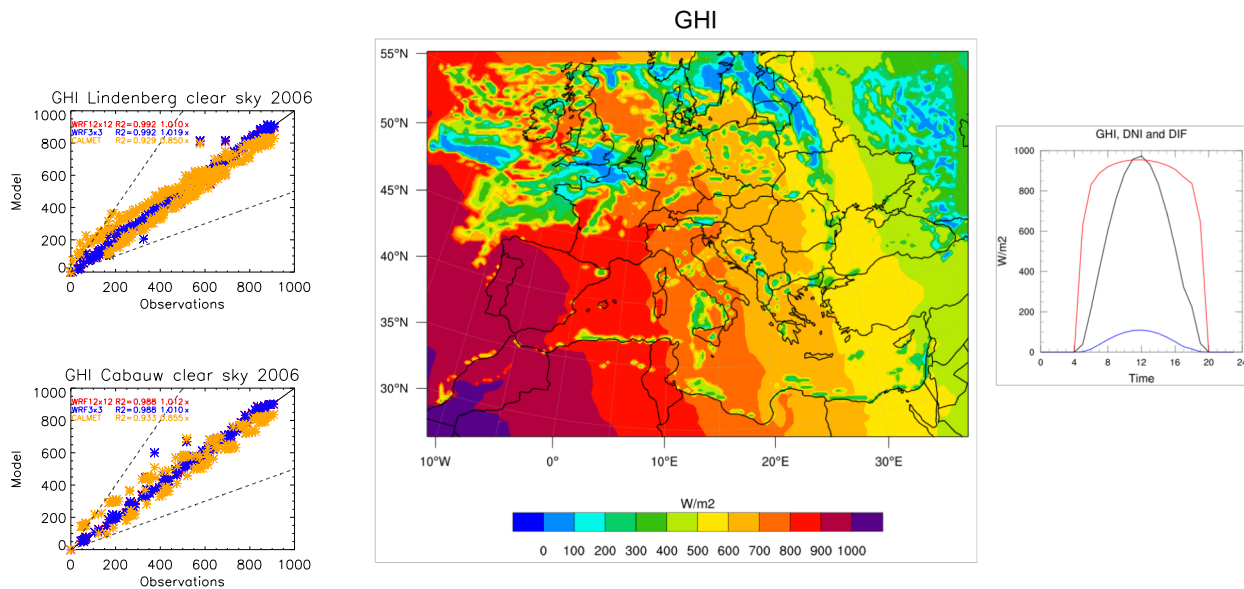 GHI
GHI Lindenberg clear sky 2006
WRF12x12 R2=0.992 1.010x
WRF3x3 R2=0.992 1.019x
CALMET R2=0.929 0.850x
1000
800
600
400
200
0
Model
0 200 400 600 800 1000
Observations
GHI Cabauw clear sky 2006
WRF12x12 R2=0.988 1.012x
WRF3x3 R2=0.988 1.010x
CALMET R2=0.933 0.855x
1000
800
600
400
200
0
Model
0 200 400 600 800 1000
Observations
55°N
50°N
45°N
40°N
35°N
30°N
10°W 0° 10°E 20°E 30°E
W/m2
0 100 200 300 400 500 600 700 800 900 1000
GHI, DNI and DIF
1000
800
600
400
200
0
W/m2
0 4 8 12 16 20 24
Time